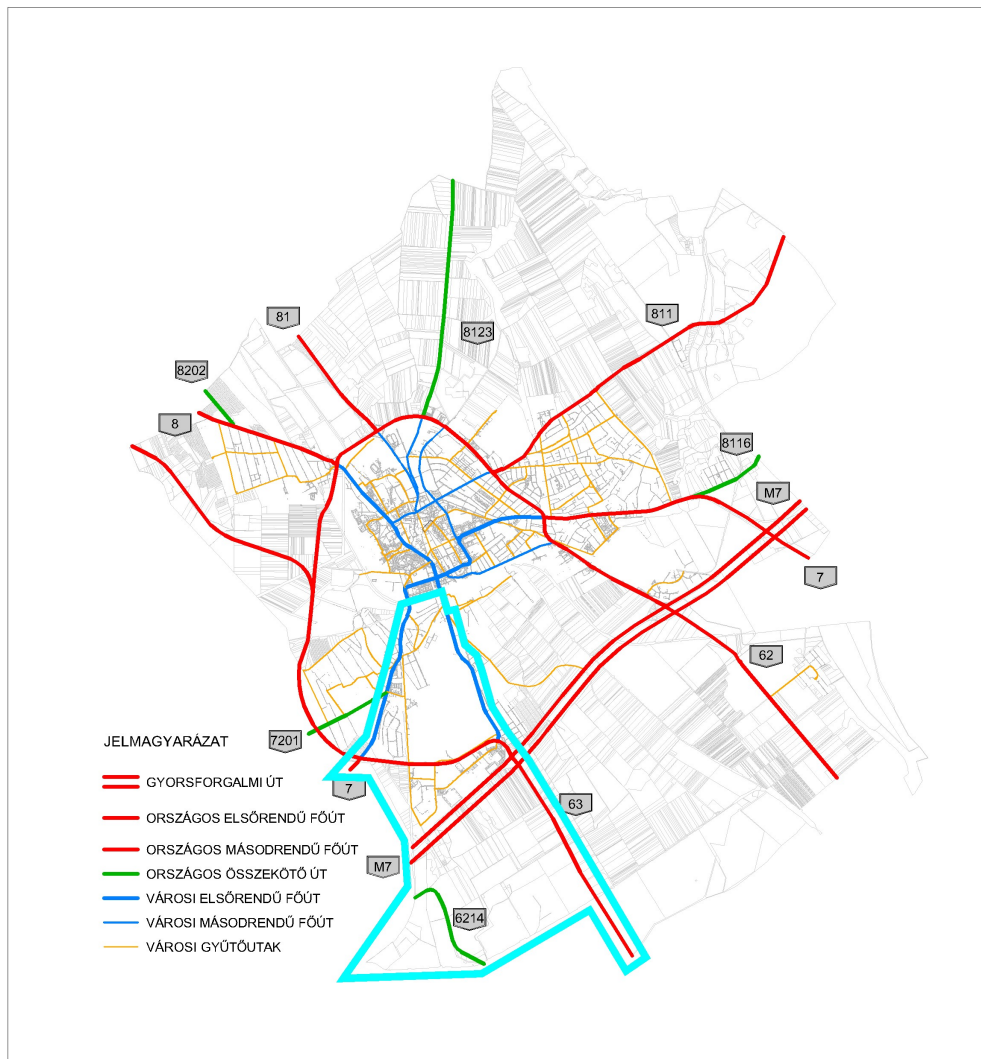 81
8123
811
8202
8
8116
M7
7
62
7201
JELMAGYARÁZAT
GYORSFORGALMI ÚT
7
63
ORSZÁGOS ELSŐRENDŰ FŐÚT
ORSZÁGOS MÁSODRENDŰ FŐÚT
M7
ORSZÁGOS ÖSSZEKÖTŐ ÚT
VÁROSI ELSŐRENDŰ FŐÚT
6214
VÁROSI MÁSODRENDŰ FŐÚT
VÁROSI GYŰTŐUTAK